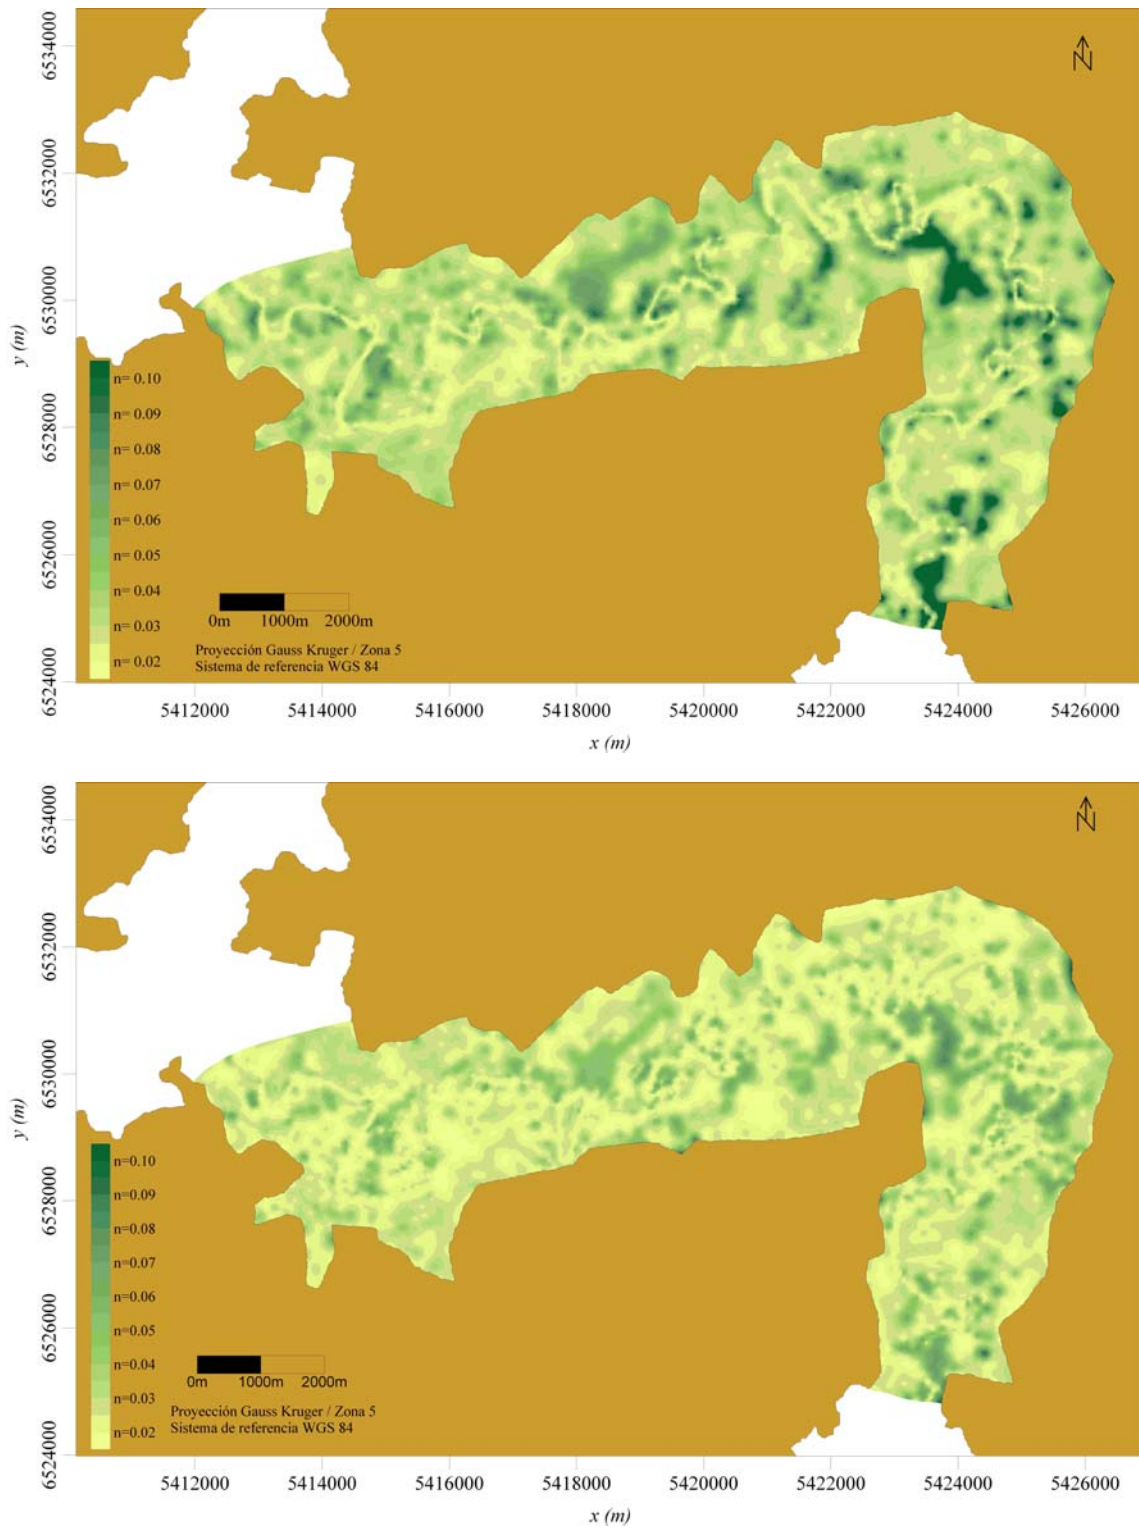 6534000
N
6532000
6530000
y (m)
n= 0.10
n= 0.09
6528000
n= 0.08
n= 0.07
n= 0.06
6526000
n= 0.05
n= 0.04
n= 0.03
0m 1000m 2000m
Proyección Gauss Kruger / Zona 5
n= 0.02
Sistema de referencia WGS 84
6524000
5412000 5414000 5416000 5418000 5420000 5422000 5424000 5426000
x (m)
6534000
N
6532000
6530000
y (m)
n=0.10
n=0.09
6528000
n=0.08
n=0.07
n=0.06
6526000
n=0.05
n=0.04
0m 1000m 2000m
n=0.03
Proyección Gauss Kruger / Zona 5
n=0.02
Sistema de referencia WGS 84
6524000
5412000 5414000 5416000 5418000 5420000 5422000 5424000 5426000
x (m)